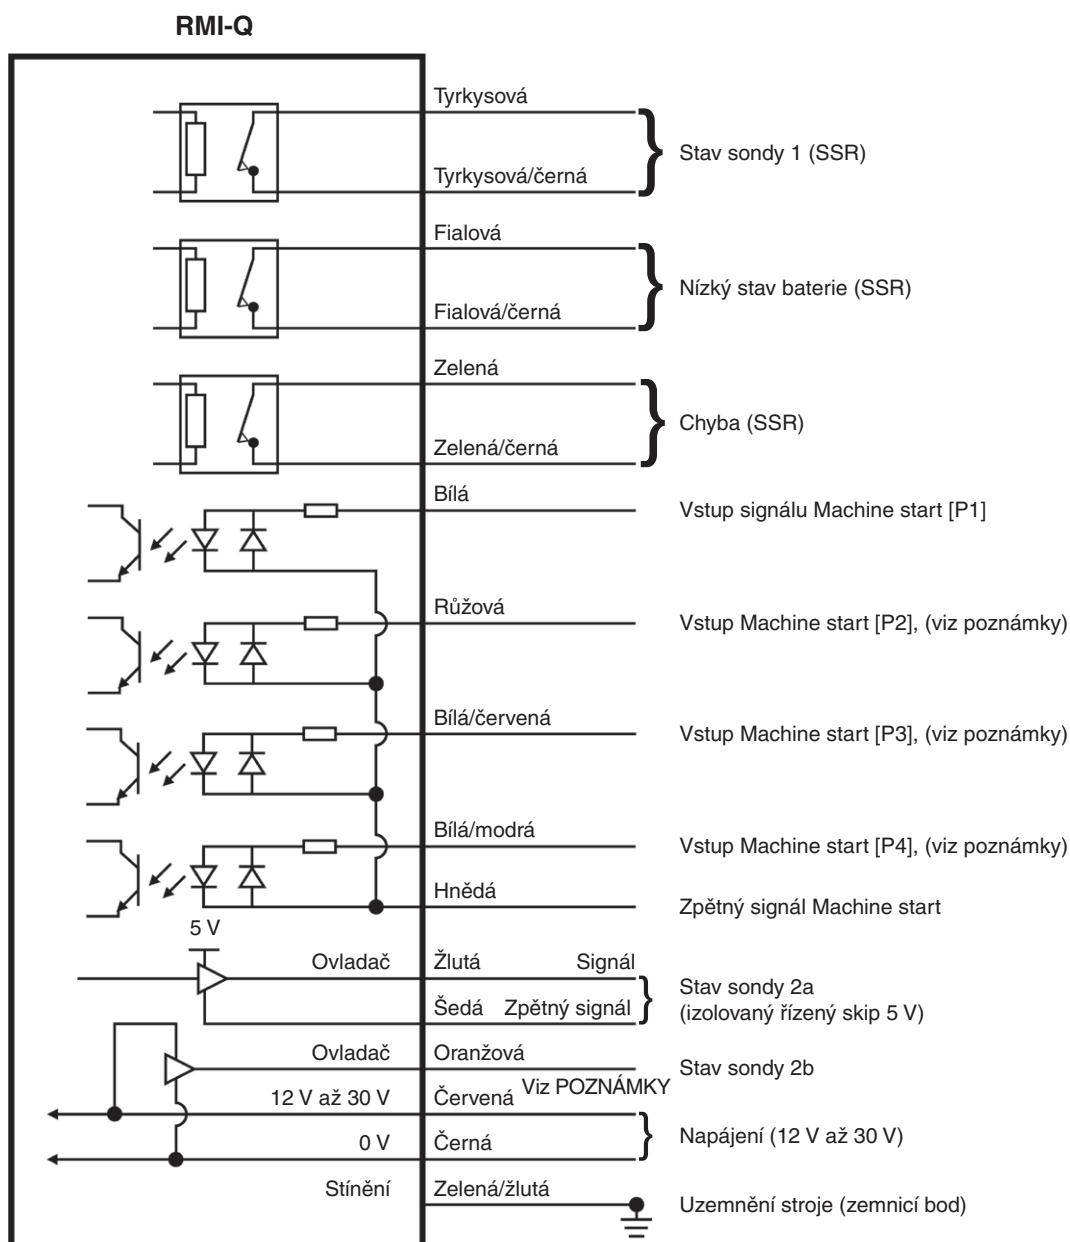 RMI-Q
Tyrkysová
Stav sondy 1 (SSR)
Tyrkysová/černá
Fialová
Nízký stav baterie (SSR)
Fialová/černá
Zelená
Chyba (SSR)
Zelená/černá
Bílá
Vstup signálu Machine start [P1]
Růžová
Vstup Machine start [P2], (viz poznámky)
Bílá/červená
Vstup Machine start [P3], (viz poznámky)
Bílá/modrá
Vstup Machine start [P4], (viz poznámky)
Hnědá
Zpětný signál Machine start
5 V
Ovladač Žlutá Signál
Stav sondy 2a
(izolovaný řízený skip 5 V)
Šedá Zpětný signál
Ovladač Oranžová
Stav sondy 2b
Viz POZNÁMKY
12 V až 30 V Červená
Napájení (12 V až 30 V)
0 V Černá
Stínění Zelená/žlutá
Uzemnění stroje (zemnicí bod)